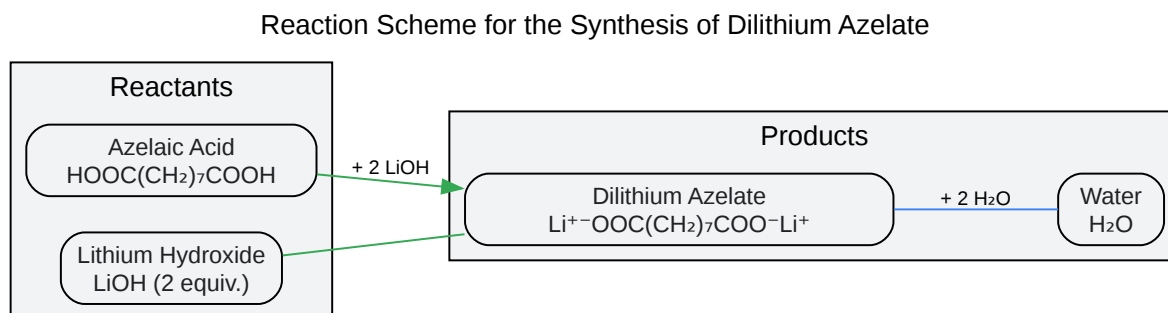 Reaction Scheme for the Synthesis of Dilithium Azelate
Reactants
Azelaic Acid
HOOC(CH₂)₇COOH
+ 2 LiOH
Lithium Hydroxide
LiOH (2 equiv.)
Products
Dilithium Azelate
Li⁺⁻OOC(CH₂)₇COO⁻Li⁺
+ 2 H₂O
Water
H₂O